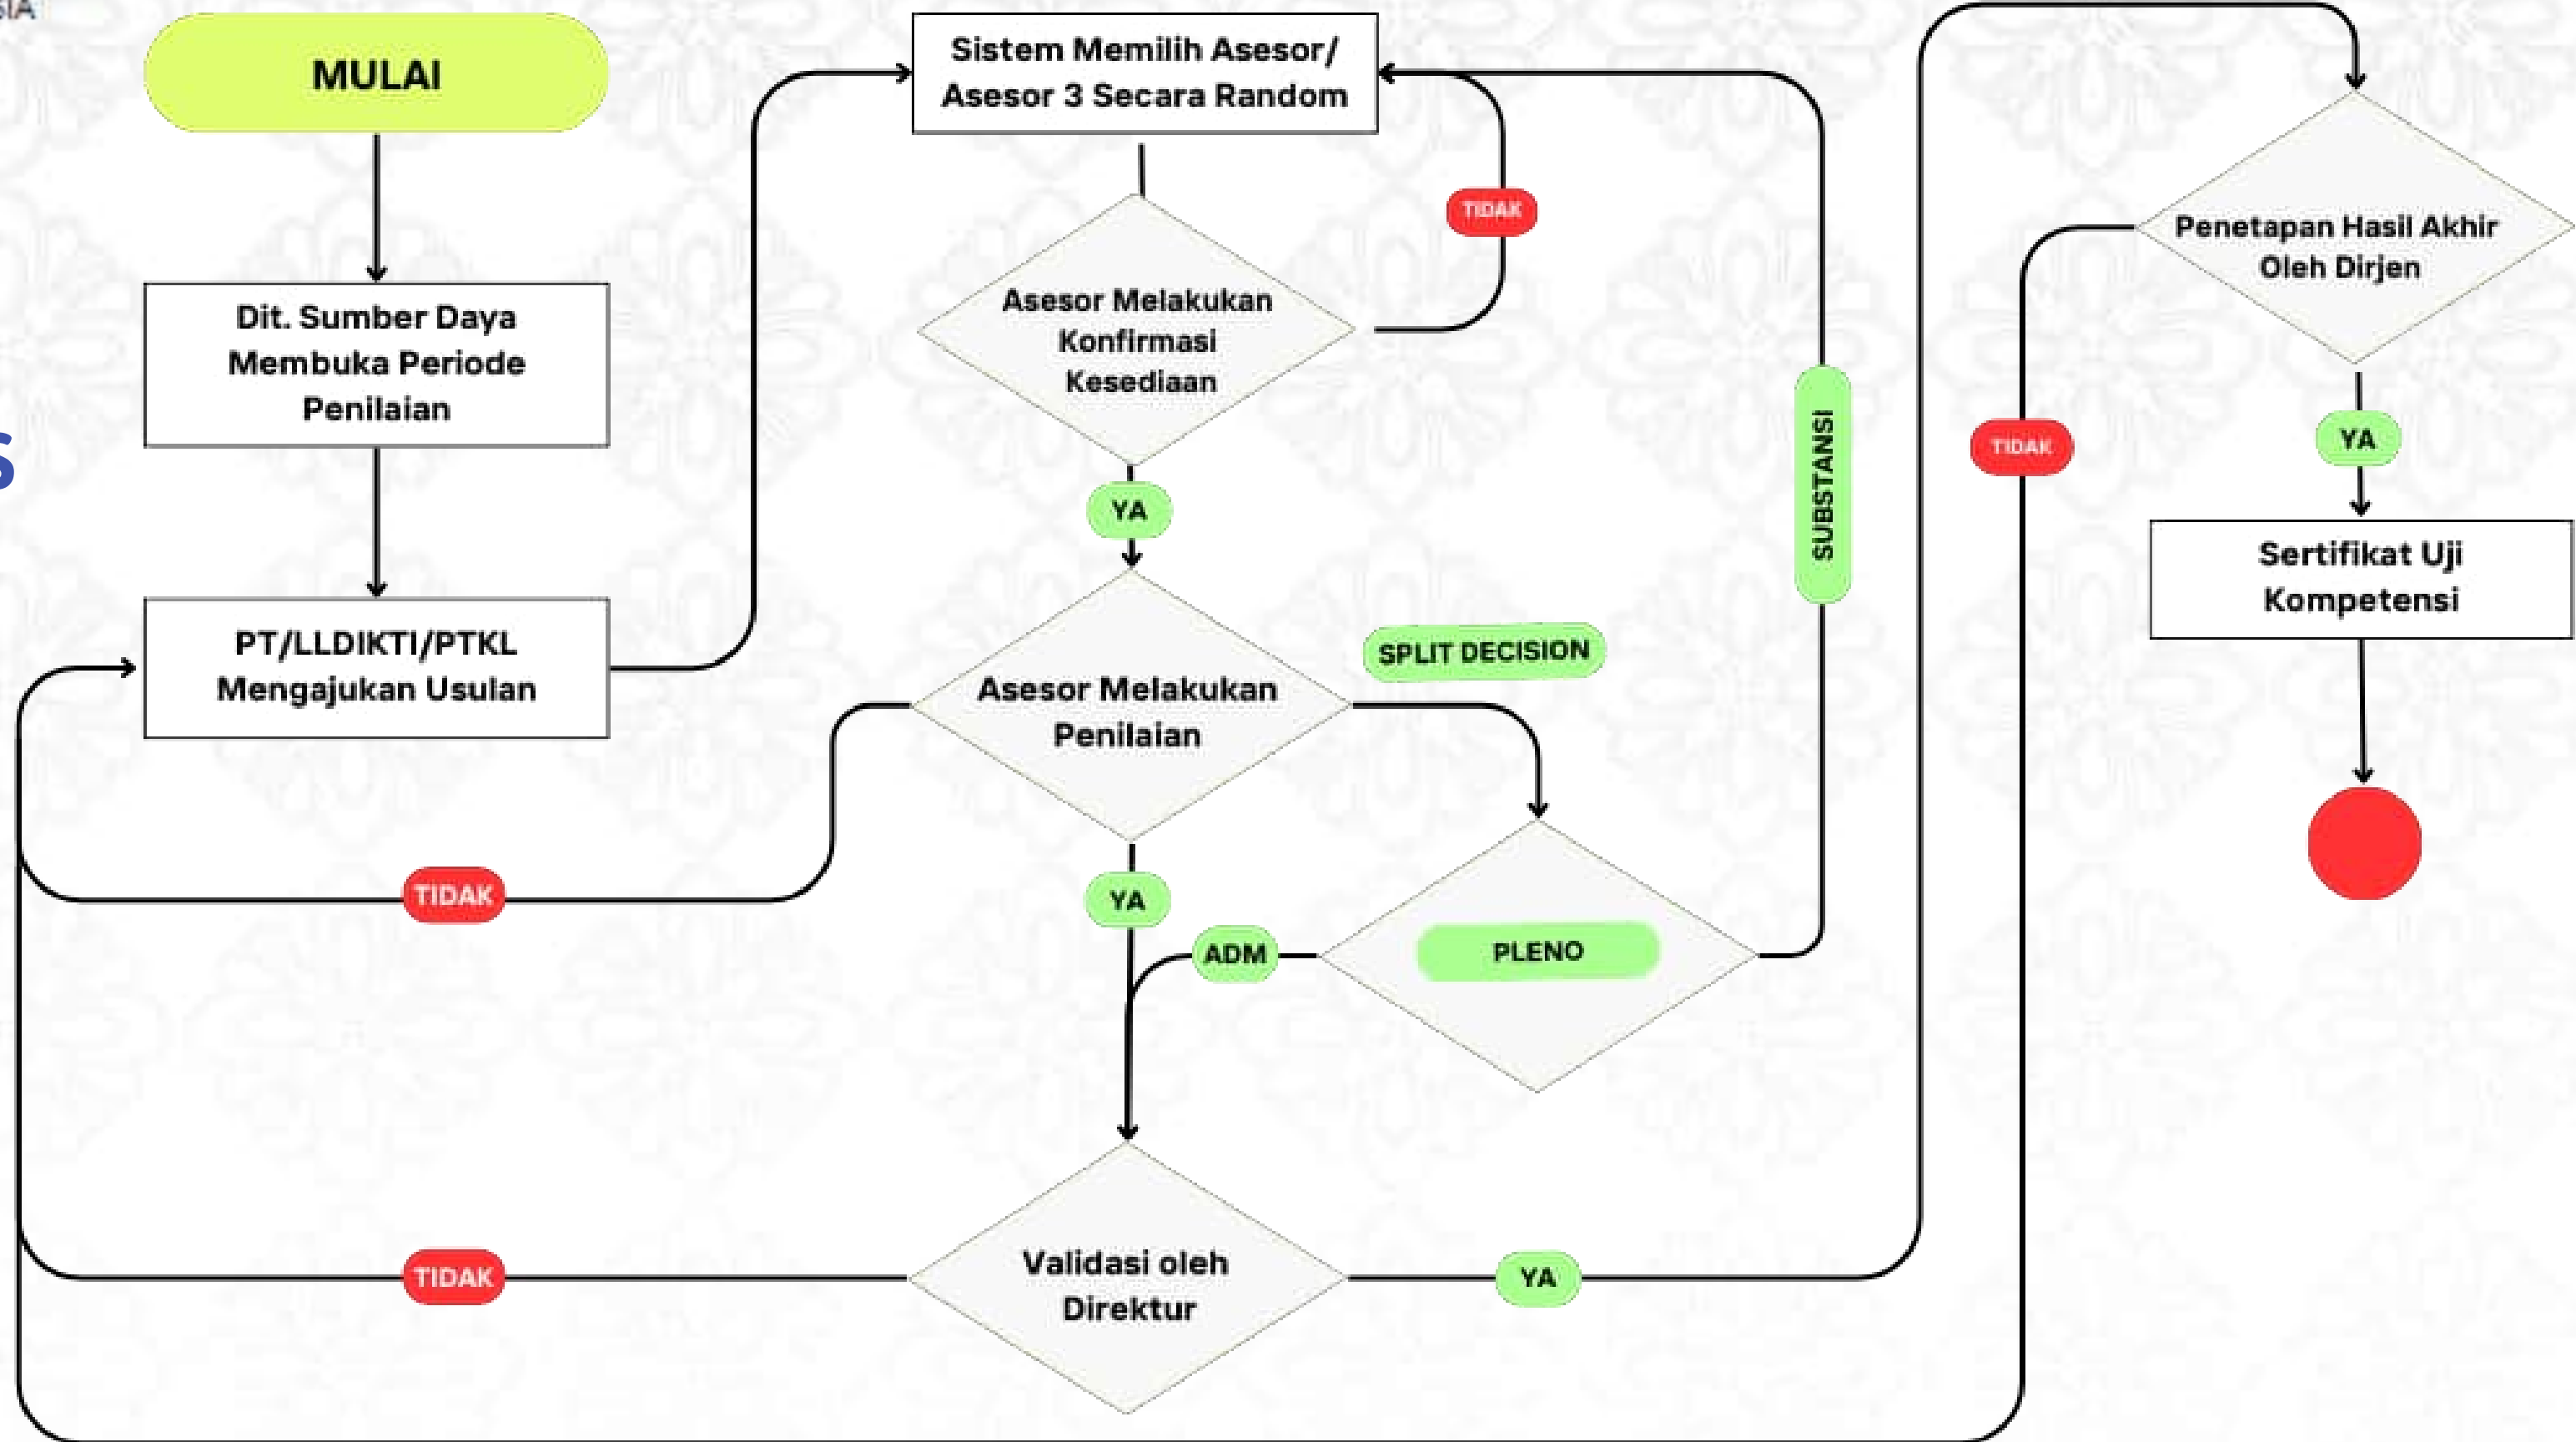 SIA
S
MULAI
Dit. Sumber Daya
Membuka Periode
Penilaian
PT/LLDIKTI/PTKL
Mengajukan Usulan
TIDAK
TIDAK
Sistem Memilih Asesor/
Asesor 3 Secara Random
TIDAK
Asesor Melakukan
Konfirmasi
Kesediaan
YA
SPLIT DECISION
Asesor Melakukan
Penilaian
YA
ADM
PLENO
SUBSTANSI
Validasi oleh
Direktur
YA
Penetapan Hasil Akhir
Oleh Dirjen
TIDAK
YA
Sertifikat Uji
Kompetensi